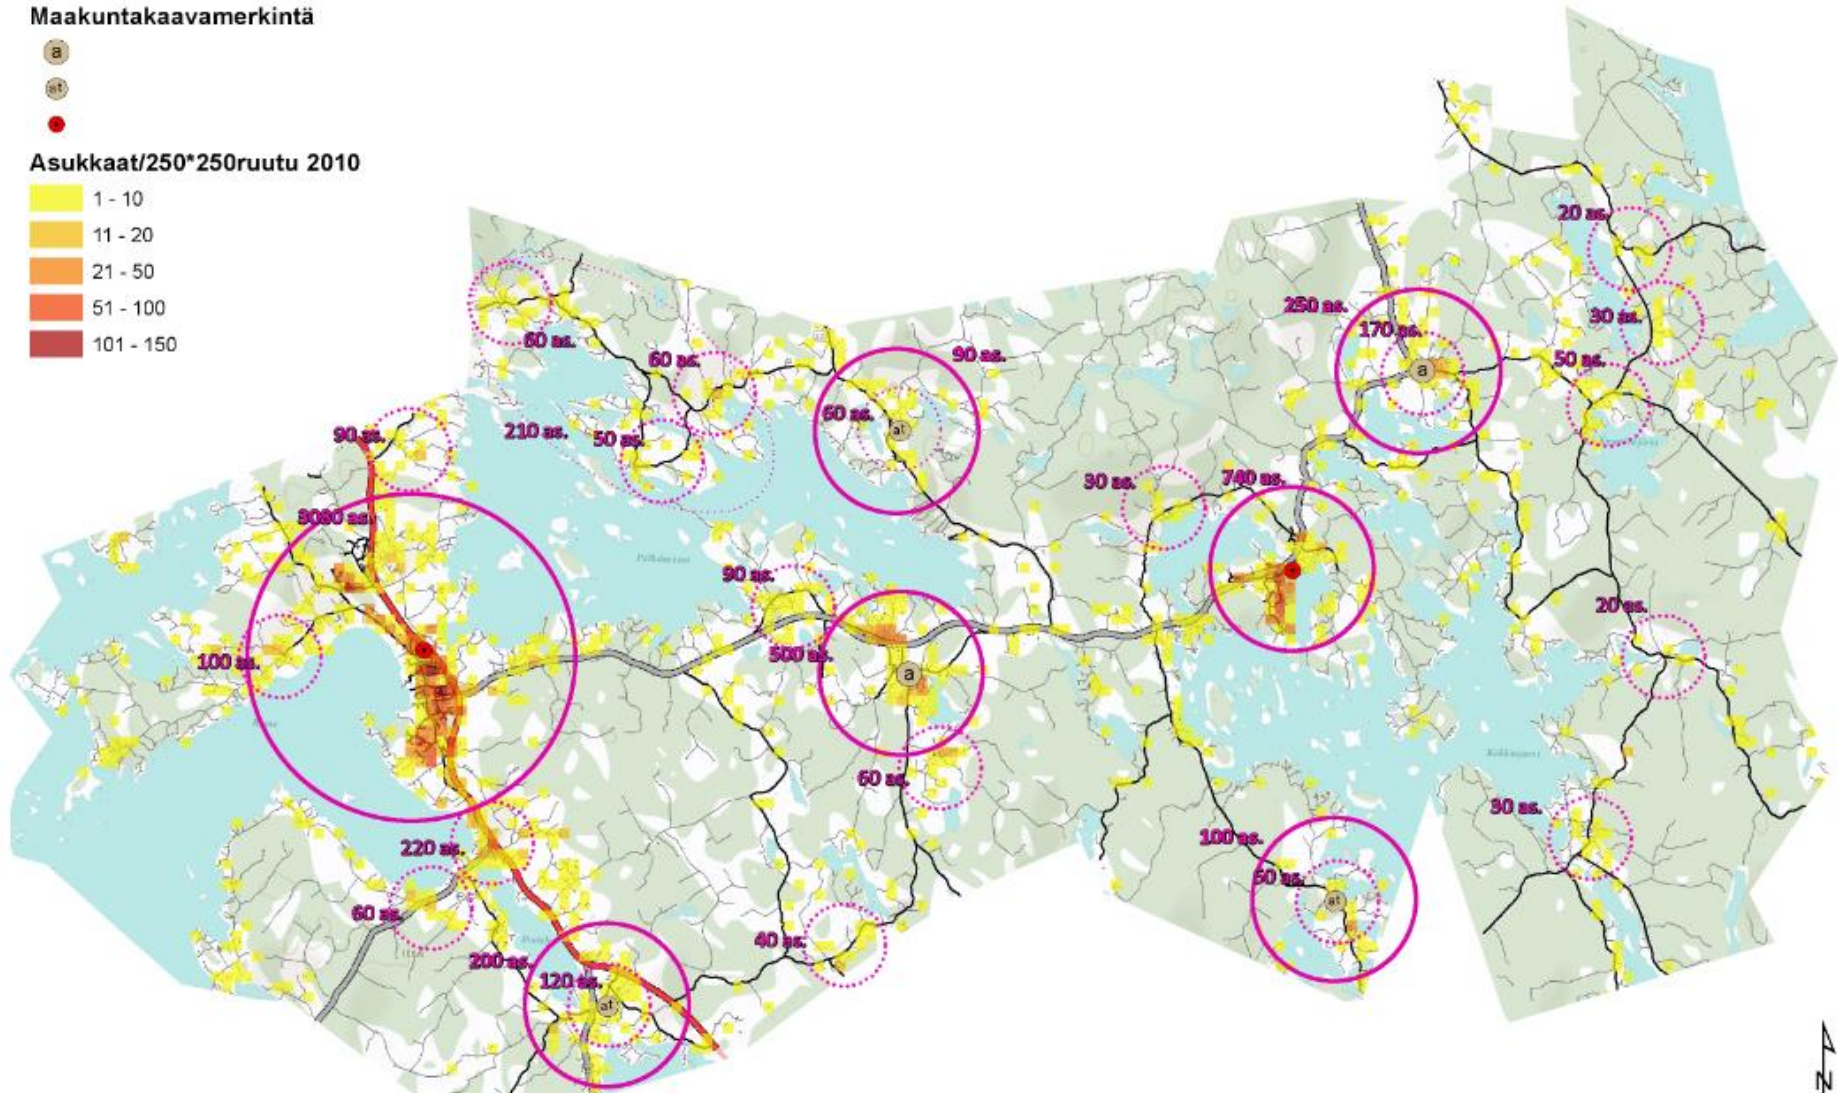 Maakuntakaavamerkintä
a
at
Asukkaat/250*250ruutu 2010
1 - 10
11 - 20
21 - 50
51 - 100
101 - 150
20 as.
250 as.
170 as.
30 as.
60 as.
60 as.
90 as.
50 as.
a
60 as.
210 as.
50 as.
90 as.
at
30 as.
740 as.
3080 as.
90 as.
20 as.
100 as.
500 as.
a
60 as.
30 as.
220 as.
100 as.
60 as.
60 as.
at
40 as.
200 as.
120 as.
at
N